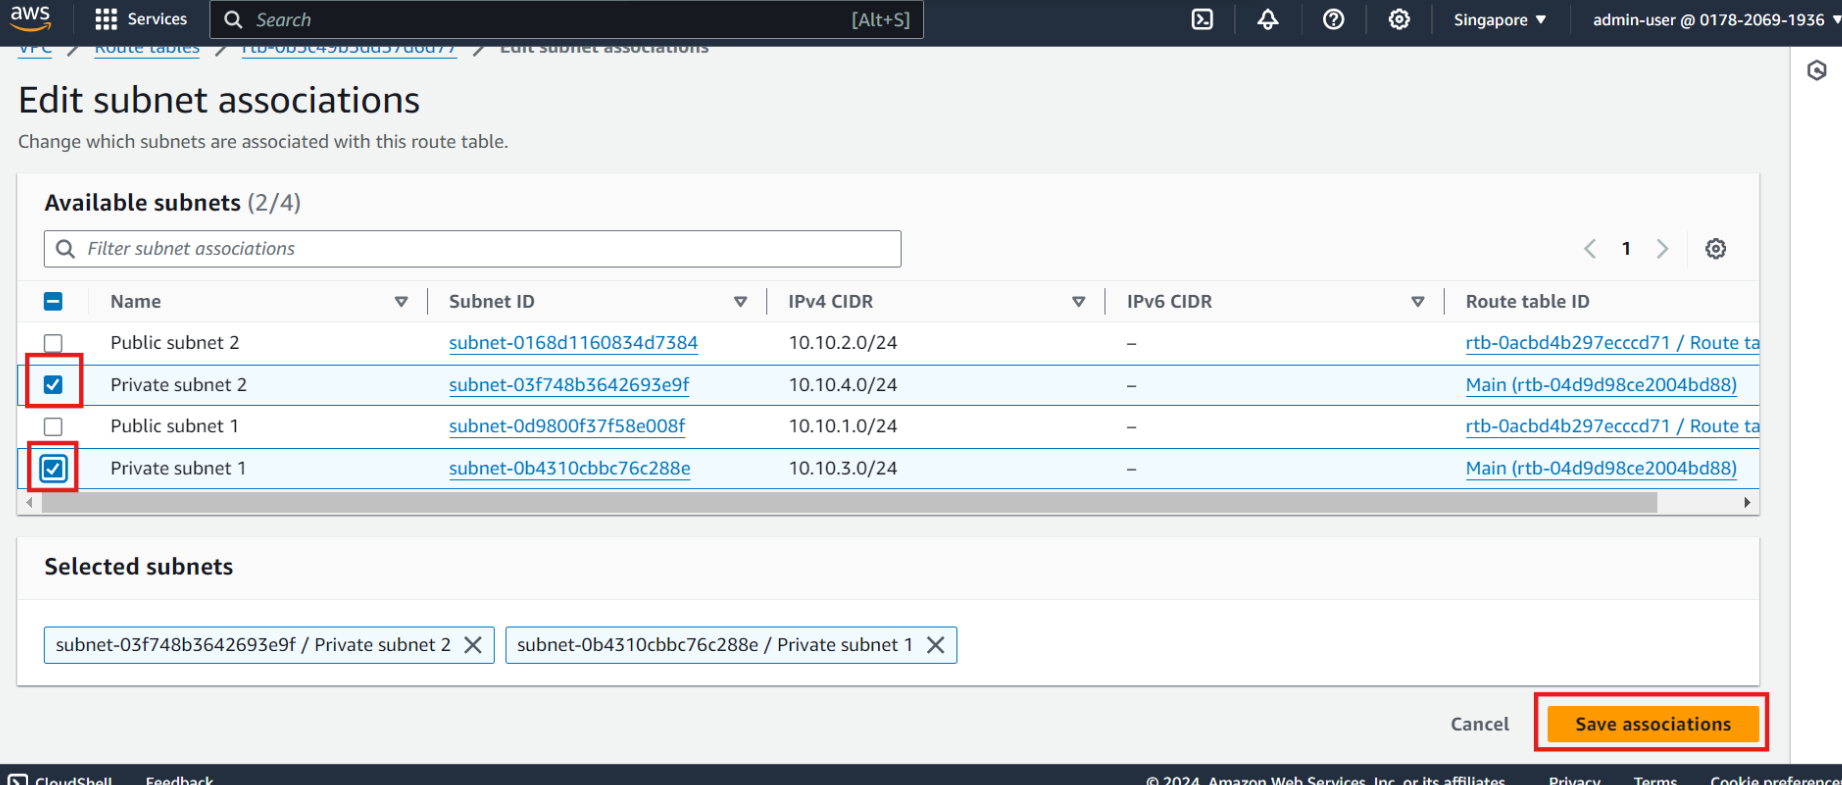 aws Services Search [Alt+S] Singapore ▼ admin-user @ 0178-2069-1936 ▼
VPC / Route tables / rtb-0b5c49b5dd37d6d77 / Edit subnet associations
Edit subnet associations
Change which subnets are associated with this route table.
Available subnets (2/4)
Filter subnet associations 1
Name Subnet ID IPv4 CIDR IPv6 CIDR Route table ID
Public subnet 2 subnet-0168d1160834d7384 10.10.2.0/24 – rtb-0acbd4b297ecccd71 / Route ta
Private subnet 2 subnet-03f748b3642693e9f 10.10.4.0/24 – Main (rtb-04d9d98ce2004bd88)
Public subnet 1 subnet-0d9800f37f58e008f 10.10.1.0/24 – rtb-0acbd4b297ecccd71 / Route ta
Private subnet 1 subnet-0b4310cbbc76c288e 10.10.3.0/24 – Main (rtb-04d9d98ce2004bd88)
Selected subnets
subnet-03f748b3642693e9f / Private subnet 2 subnet-0b4310cbbc76c288e / Private subnet 1
Cancel Save associations
CloudShell Feedback © 2024, Amazon Web Services, Inc. or its affiliates. Privacy Terms Cookie preferences